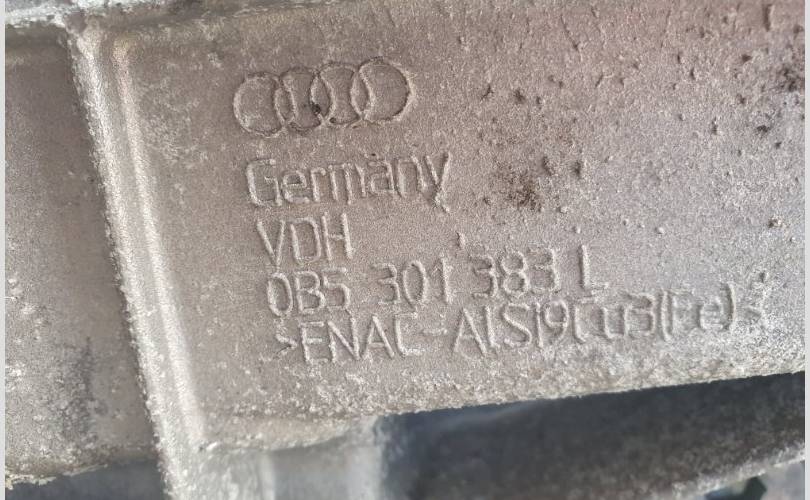 Germany
VDH
0B5 301 383 L
>ENAC-AlSi9Cu3(Fe)<